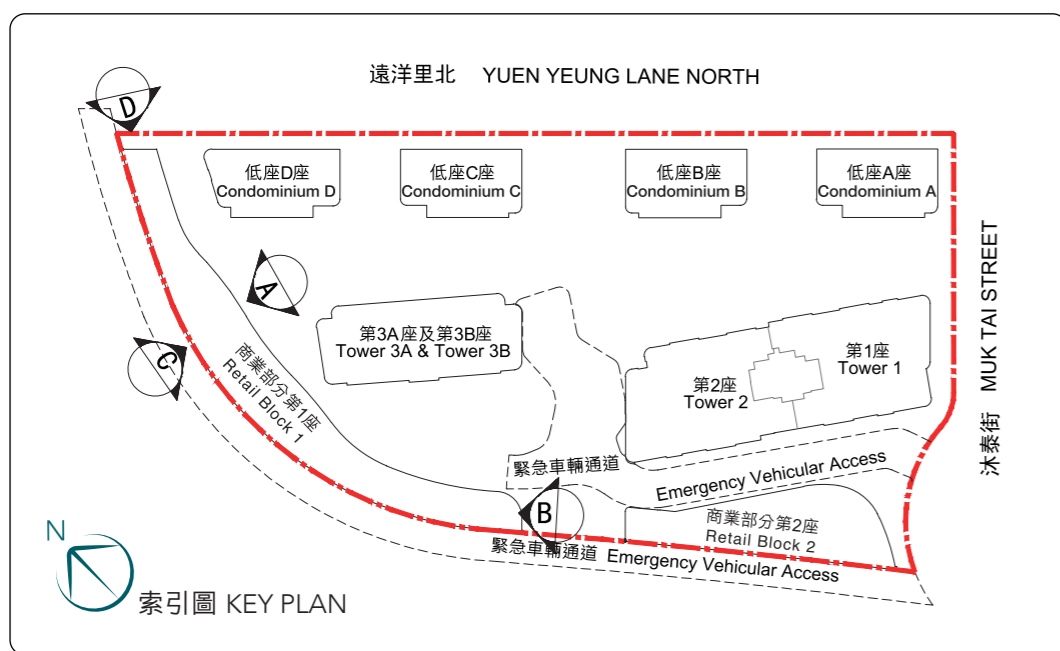 遠洋里北 YUEN YEUNG LANE NORTH
D
低座D座
Condominium D
低座C座
Condominium C
低座B座
Condominium B
低座A座
Condominium A
沐泰街 MUK TAI STREET
A
C
第3A座及第3B座
Tower 3A & Tower 3B
第1座
Tower 1
第2座
Tower 2
商業部分第1座
Retail Block 1
緊急車輛通道
Emergency Vehicular Access
B
商業部分第2座
Retail Block 2
緊急車輛通道 Emergency Vehicular Access
N
索引圖 KEY PLAN